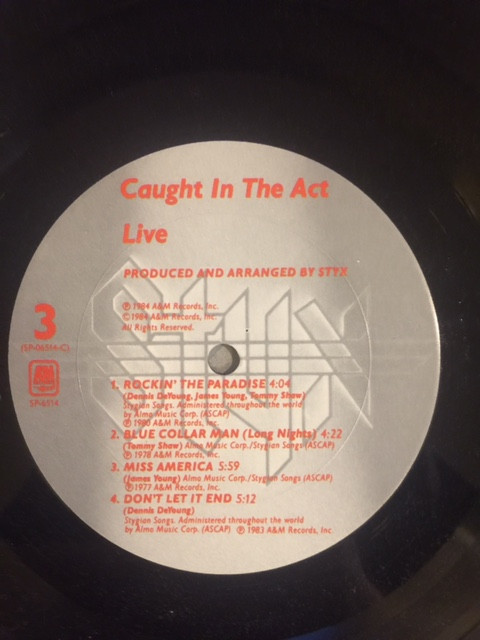 Caught In The Act
Live
PRODUCED AND ARRANGED BY STYX
Ⓟ1984 A&M Records, Inc.
©1984 A&M Records, Inc.
All Rights Reserved.
3
(SP-06514-C)
A&M
SP-6514
STYX
1. ROCKIN' THE PARADISE 4:04
(Dennis DeYoung, James Young, Tommy Shaw)
Stygian Songs. Administered throughout the world
by Almo Music Corp. (ASCAP)
Ⓟ 1980 A&M Records, Inc.
2. BLUE COLLAR MAN (Long Nights) 4:22
(Tommy Shaw) Almo Music Corp./Stygian Songs (ASCAP)
Ⓟ 1978 A&M Records, Inc.
3. MISS AMERICA 5:59
(James Young) Almo Music Corp./Stygian Songs (ASCAP)
Ⓟ1977 A&M Records, Inc.
4. DON'T LET IT END 5:12
(Dennis DeYoung)
Stygian Songs. Administered throughout the world
by Almo Music Corp. (ASCAP) Ⓟ 1983 A&M Records, Inc.